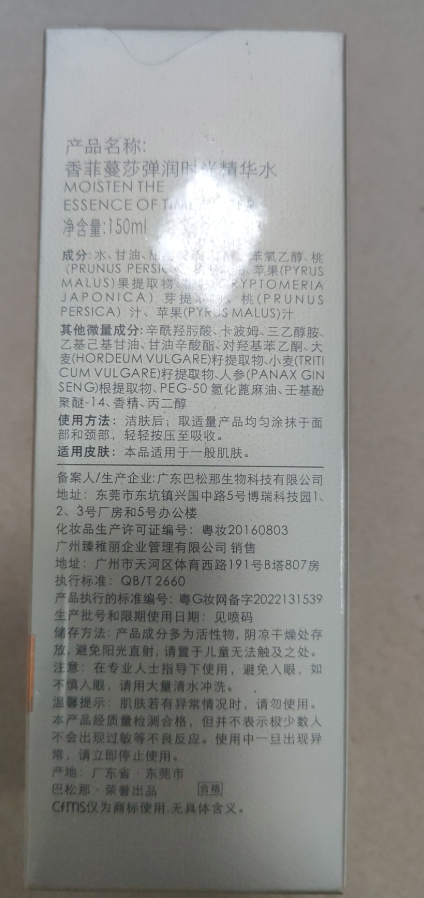 产品名称:
香菲蔓莎弹润时光精华水
MOISTEN THE
ESSENCE OF
净含量:150ml
成分:水、甘油、 苯氧乙醇、桃
(PRUNUS PERSIC 苹果(PYRUS
MALUS)果提取物 YPTOMERIA
JAPONICA)芽提 桃(PRUNUS
PERSICA)汁、苹果(PYRUS MALUS)汁
其他微量成分:辛酰羟肟酸、卡波姆、三乙醇胺、
乙基己基甘油、甘油辛酸酯、对羟基苯乙酮、大
麦(HORDEUM VULGARE)籽提取物、小麦(TRITI
CUM VULGARE)籽提取物、人参(PANAX GIN
SENG)根提取物、PEG-50 氢化蓖麻油、壬基酚
聚醚-14、香精、丙二醇
使用方法：洁肤后；取适量产品均匀涂抹于面
部和颈部，轻轻按压至吸收。
适用皮肤：本品适用于一般肌肤。
备案人/生产企业:广东巴松那生物科技有限公司
地址：东莞市东坑镇兴国中路5号博瑞科技园1、
2、3号厂房和5号办公楼
化妆品生产许可证编号：粤妆20160803
广州臻稚丽企业管理有限公司 销售
地址：广州市天河区体育西路191号B塔807房
执行标准：QB/T 2660
产品执行的标准编号：粤G妆网备字2022131539
生产批号和限期使用日期：见喷码
储存方法：产品成分多为活性物，阴凉干燥处存
放，避免阳光直射，请置于儿童无法触及之处。
注意：在专业人士指导下使用，避免入眼，如
不慎入眼，请用大量清水冲洗。
温馨提示：肌肤若有异常情况时，请勿使用。
本产品经质量检测合格，但并不表示极少数人
不会出现过敏等不良反应。使用中一旦出现异
常，请立即停止使用。
产地：广东省·东莞市
巴松那·荣誉出品 合格
CfMS仅为商标使用,无具体含义。